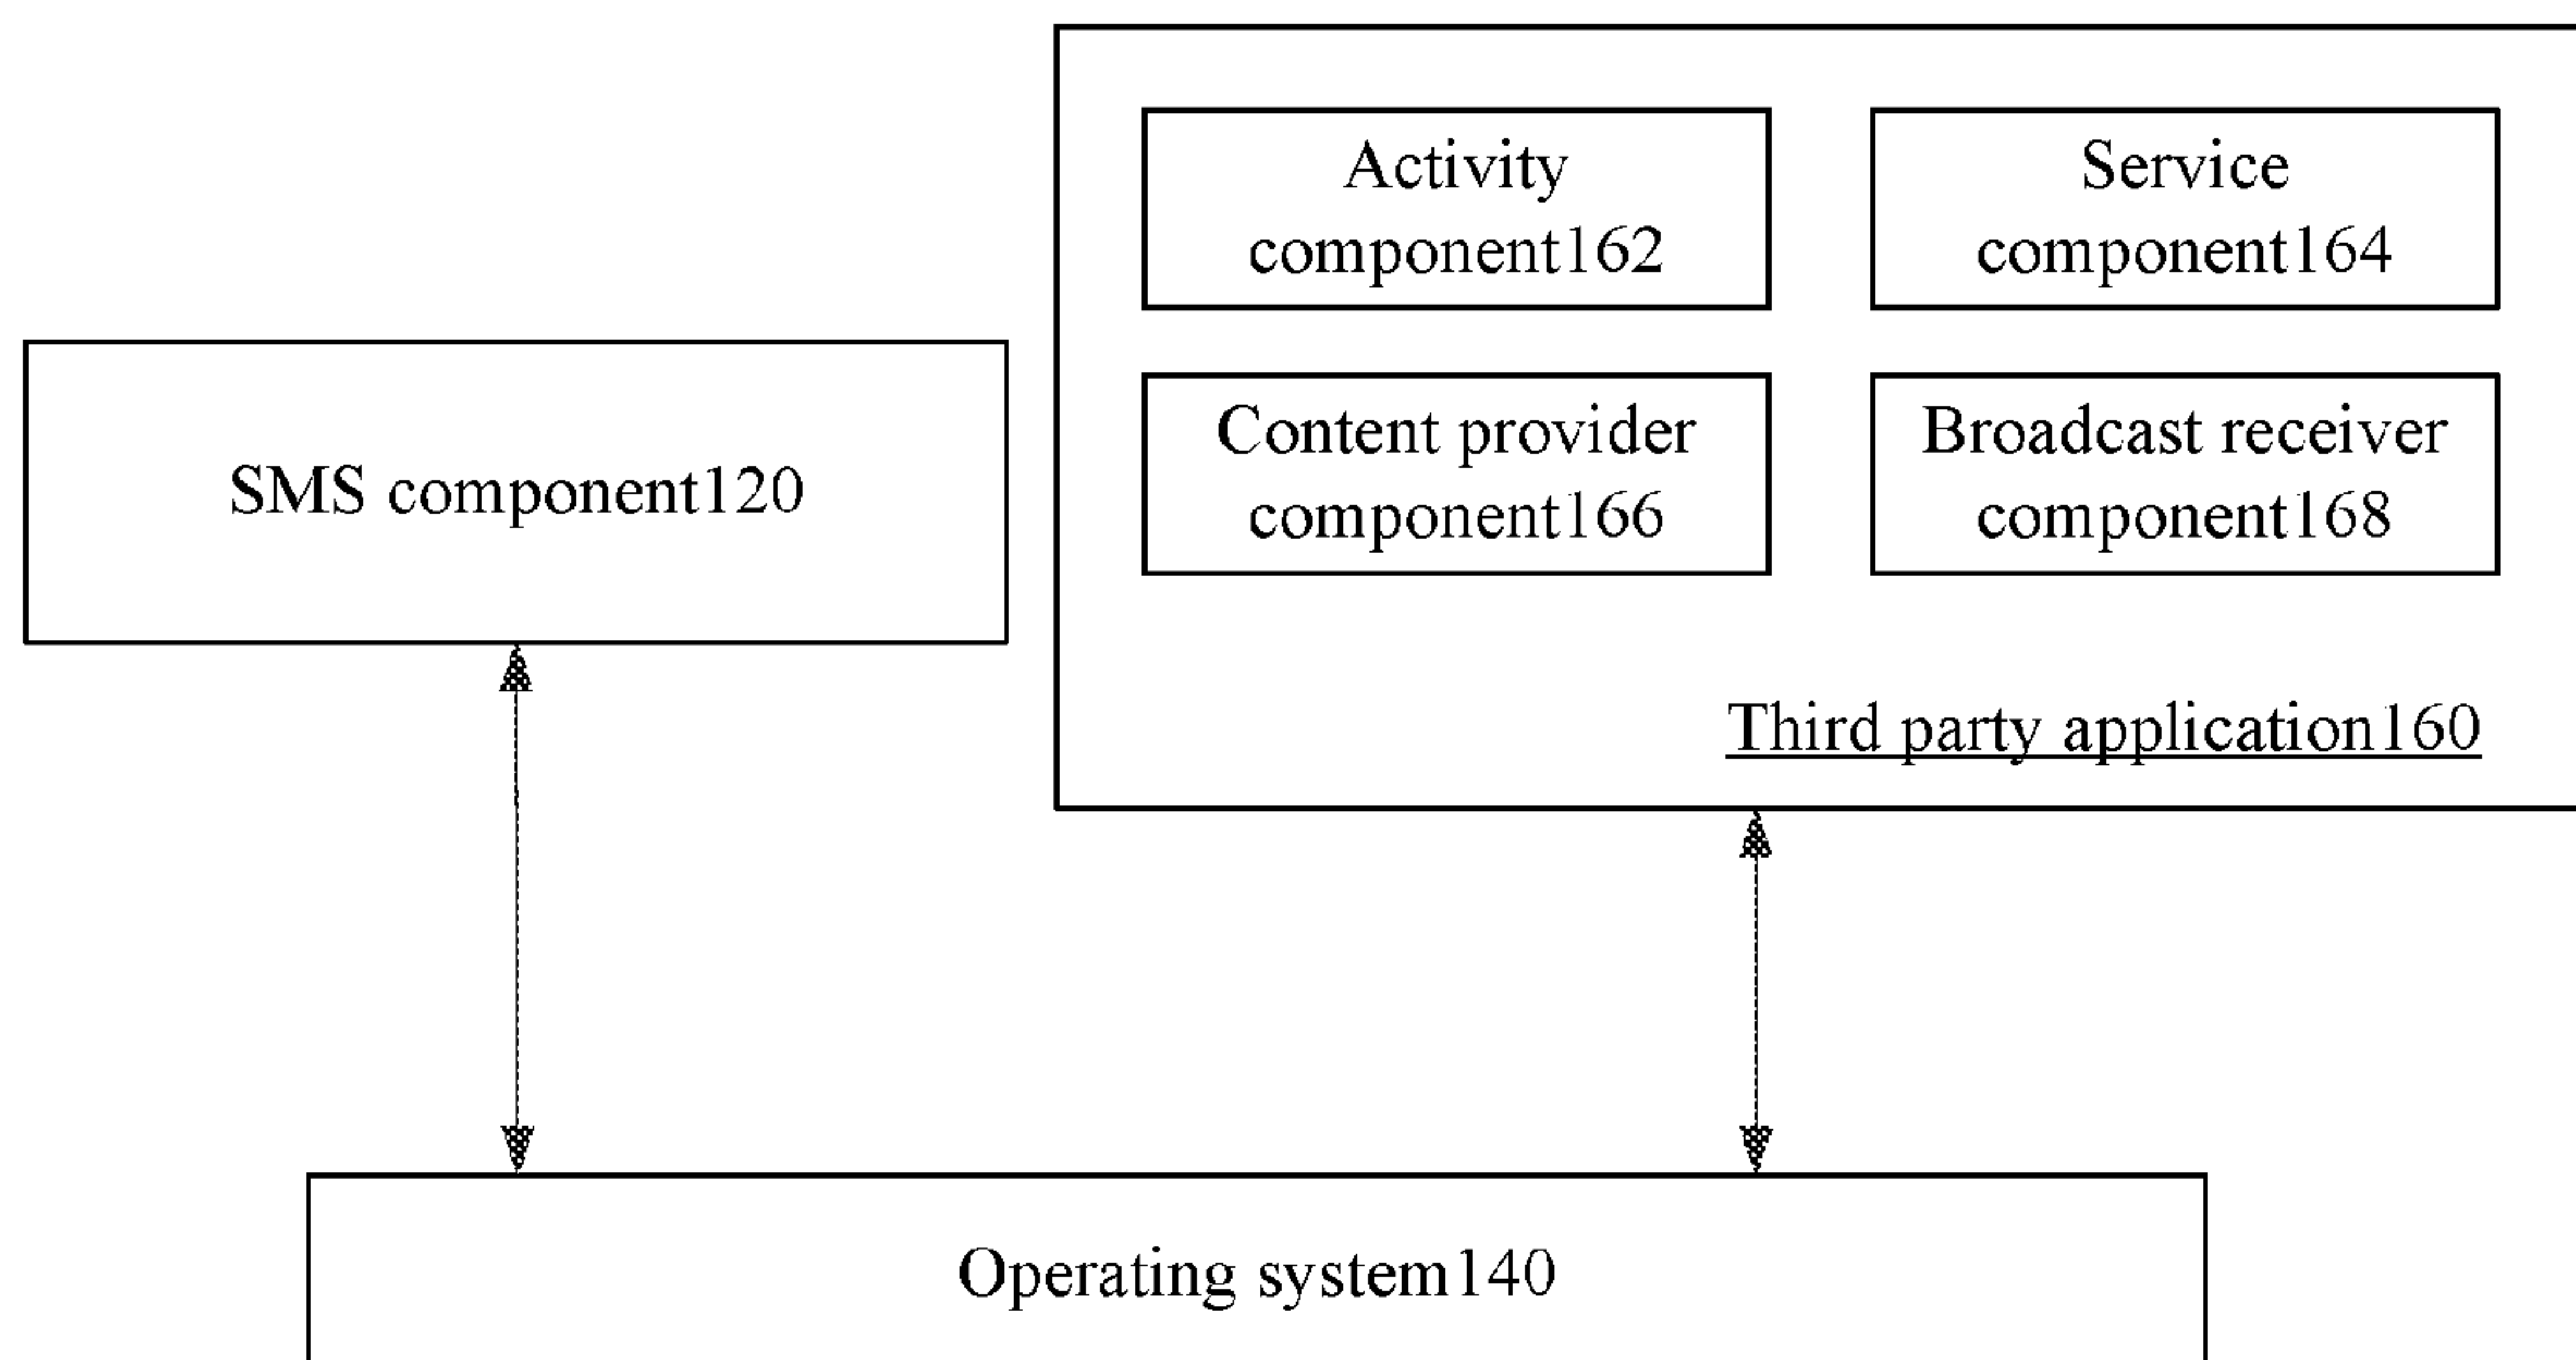 Activity
component162
Service
component164
Content provider
component166
Broadcast receiver
component168
SMS component120
Third party application160
Operating system140